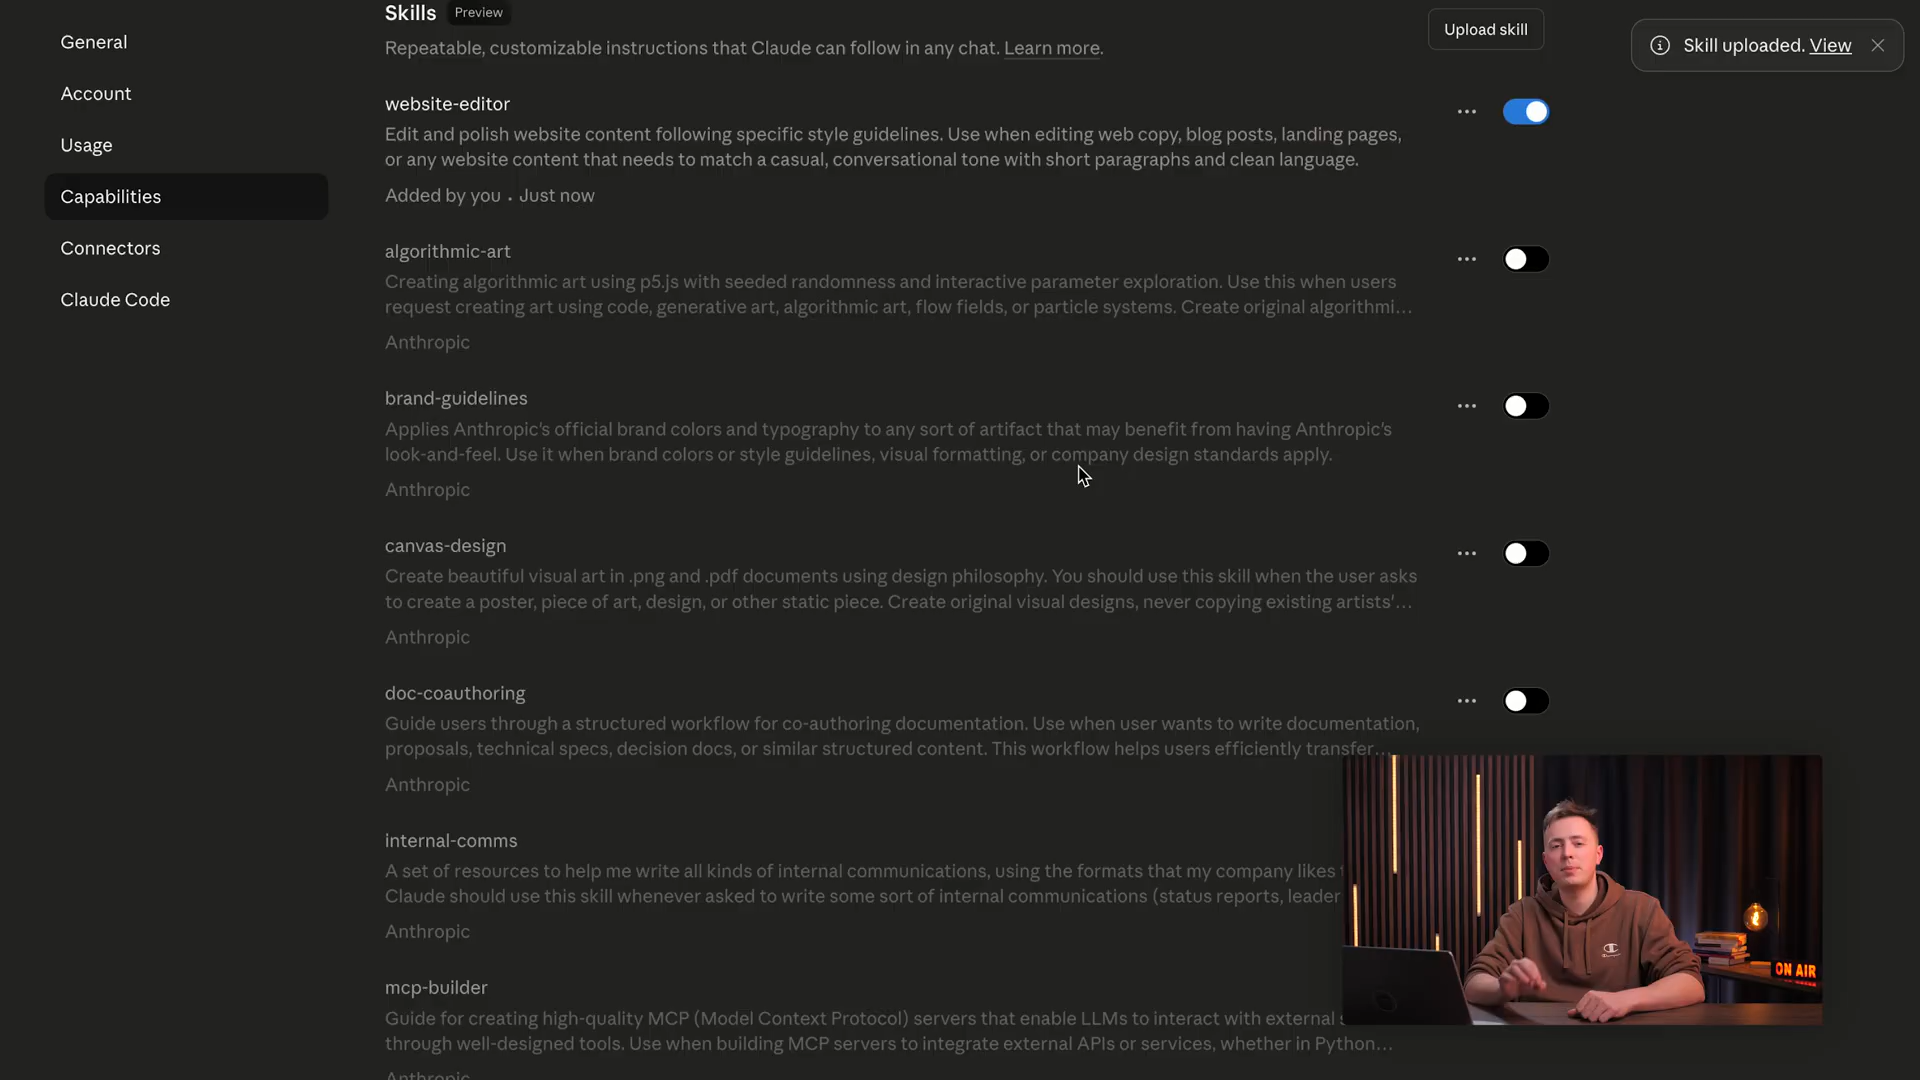 General
Account
Usage
Capabilities
Connectors
Claude Code
Skills Preview
Repeatable, customizable instructions that Claude can follow in any chat. Learn more.
Upload skill
Skill uploaded. View
website-editor
Edit and polish website content following specific style guidelines. Use when editing web copy, blog posts, landing pages,
or any website content that needs to match a casual, conversational tone with short paragraphs and clean language.
Added by you . Just now
algorithmic-art
Creating algorithmic art using p5.js with seeded randomness and interactive parameter exploration. Use this when users
request creating art using code, generative art, algorithmic art, flow fields, or particle systems. Create original algorithmi...
Anthropic
brand-guidelines
Applies Anthropic's official brand colors and typography to any sort of artifact that may benefit from having Anthropic's
look-and-feel. Use it when brand colors or style guidelines, visual formatting, or company design standards apply.
Anthropic
canvas-design
Create beautiful visual art in .png and .pdf documents using design philosophy. You should use this skill when the user asks
to create a poster, piece of art, design, or other static piece. Create original visual designs, never copying existing artists'...
Anthropic
doc-coauthoring
Guide users through a structured workflow for co-authoring documentation. Use when user wants to write documentation,
proposals, technical specs, decision docs, or similar structured content. This workflow helps users efficiently transfer...
Anthropic
internal-comms
A set of resources to help me write all kinds of internal communications, using the formats that my company likes
Claude should use this skill whenever asked to write some sort of internal communications (status reports, leader
Anthropic
mcp-builder
Guide for creating high-quality MCP (Model Context Protocol) servers that enable LLMs to interact with external
through well-designed tools. Use when building MCP servers to integrate external APIs or services, whether in Python...
Anthropic
ON AIR